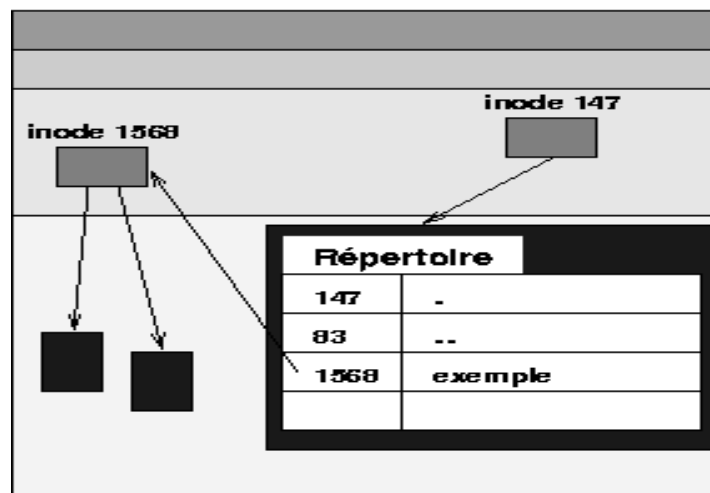 inode 147
inode 1568
Répertoire
147 .
83 ..
1568 exemple